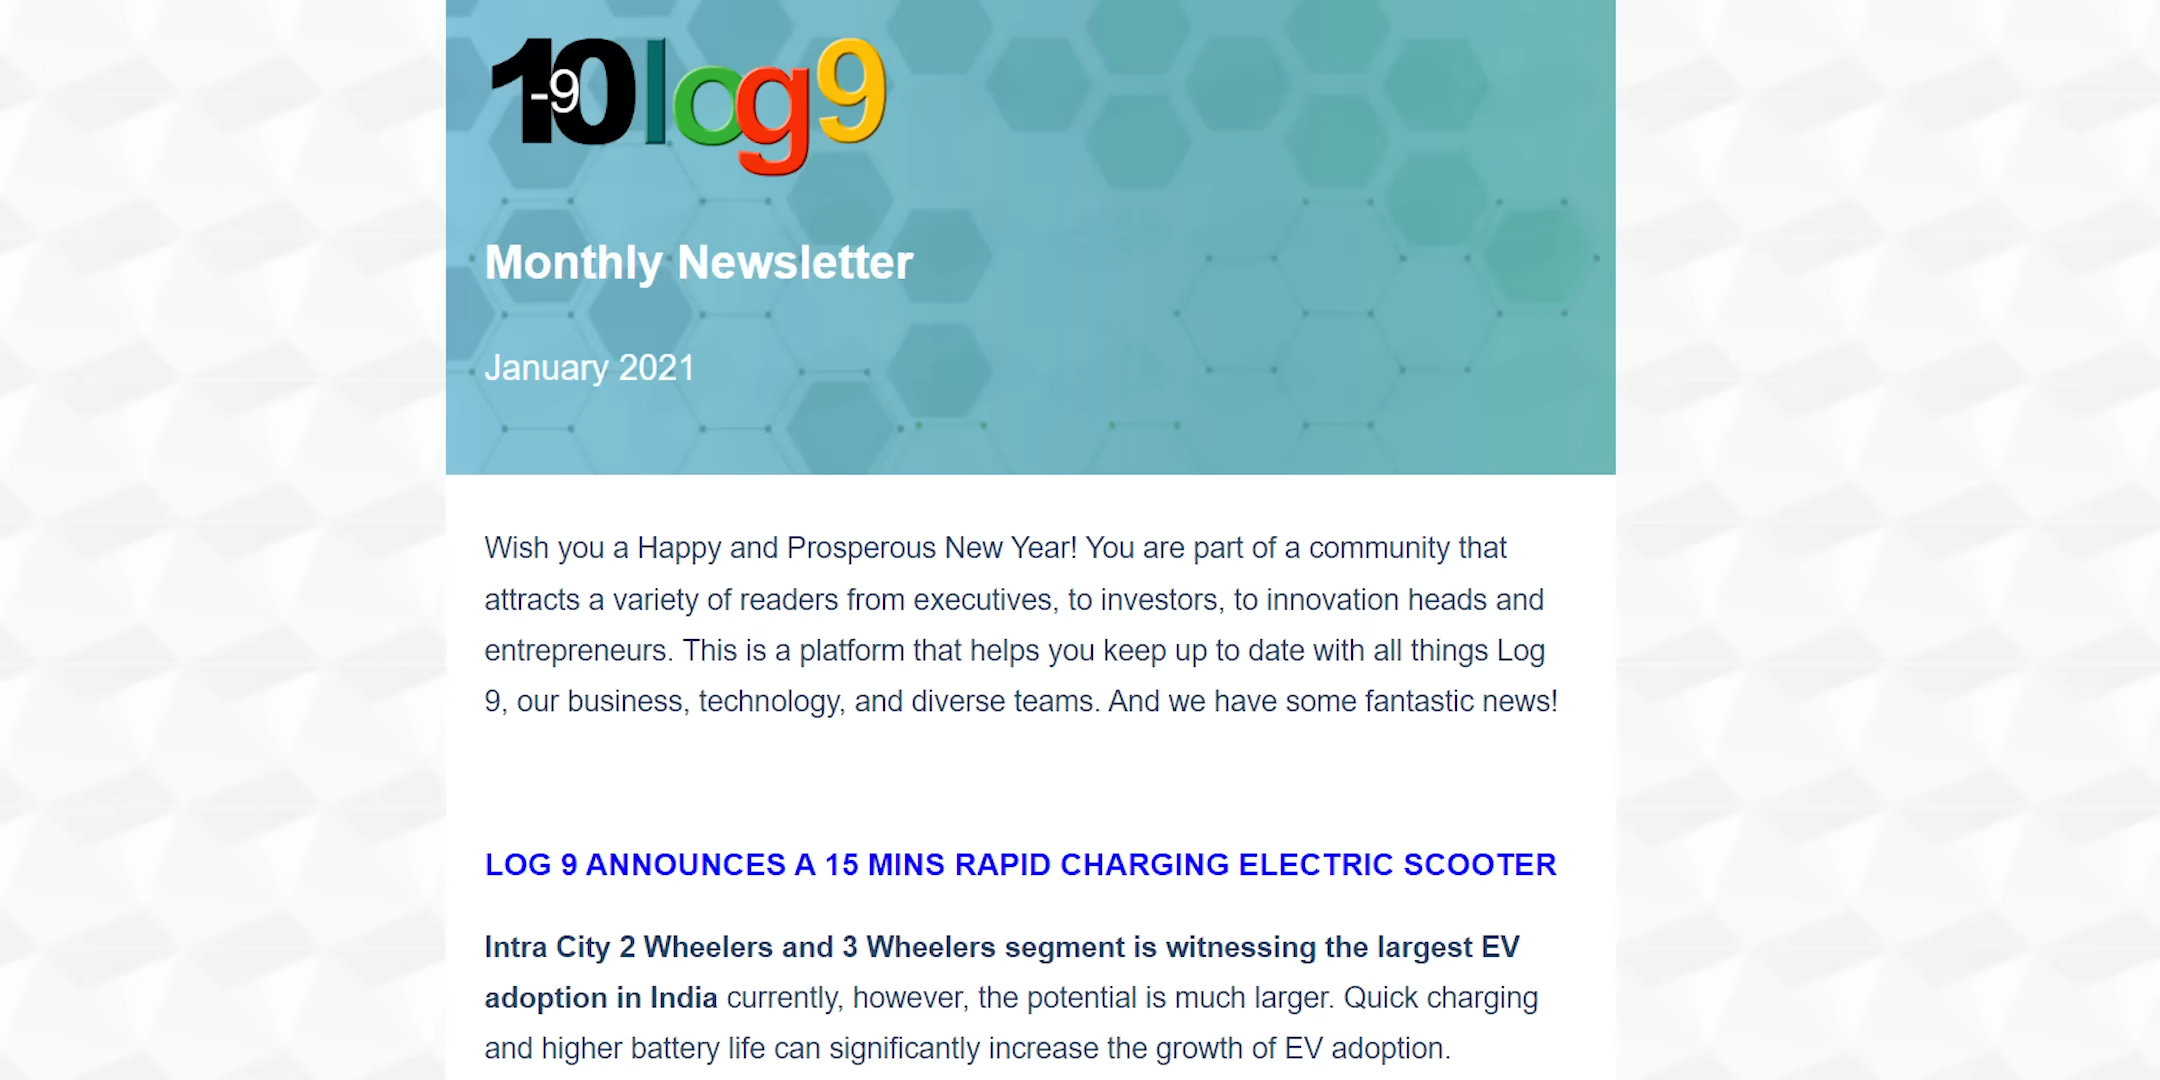 10-9 log9
Monthly Newsletter
January 2021
Wish you a Happy and Prosperous New Year! You are part of a community that
attracts a variety of readers from executives, to investors, to innovation heads and
entrepreneurs. This is a platform that helps you keep up to date with all things Log
9, our business, technology, and diverse teams. And we have some fantastic news!
LOG 9 ANNOUNCES A 15 MINS RAPID CHARGING ELECTRIC SCOOTER
Intra City 2 Wheelers and 3 Wheelers segment is witnessing the largest EV
adoption in India currently, however, the potential is much larger. Quick charging
and higher battery life can significantly increase the growth of EV adoption.